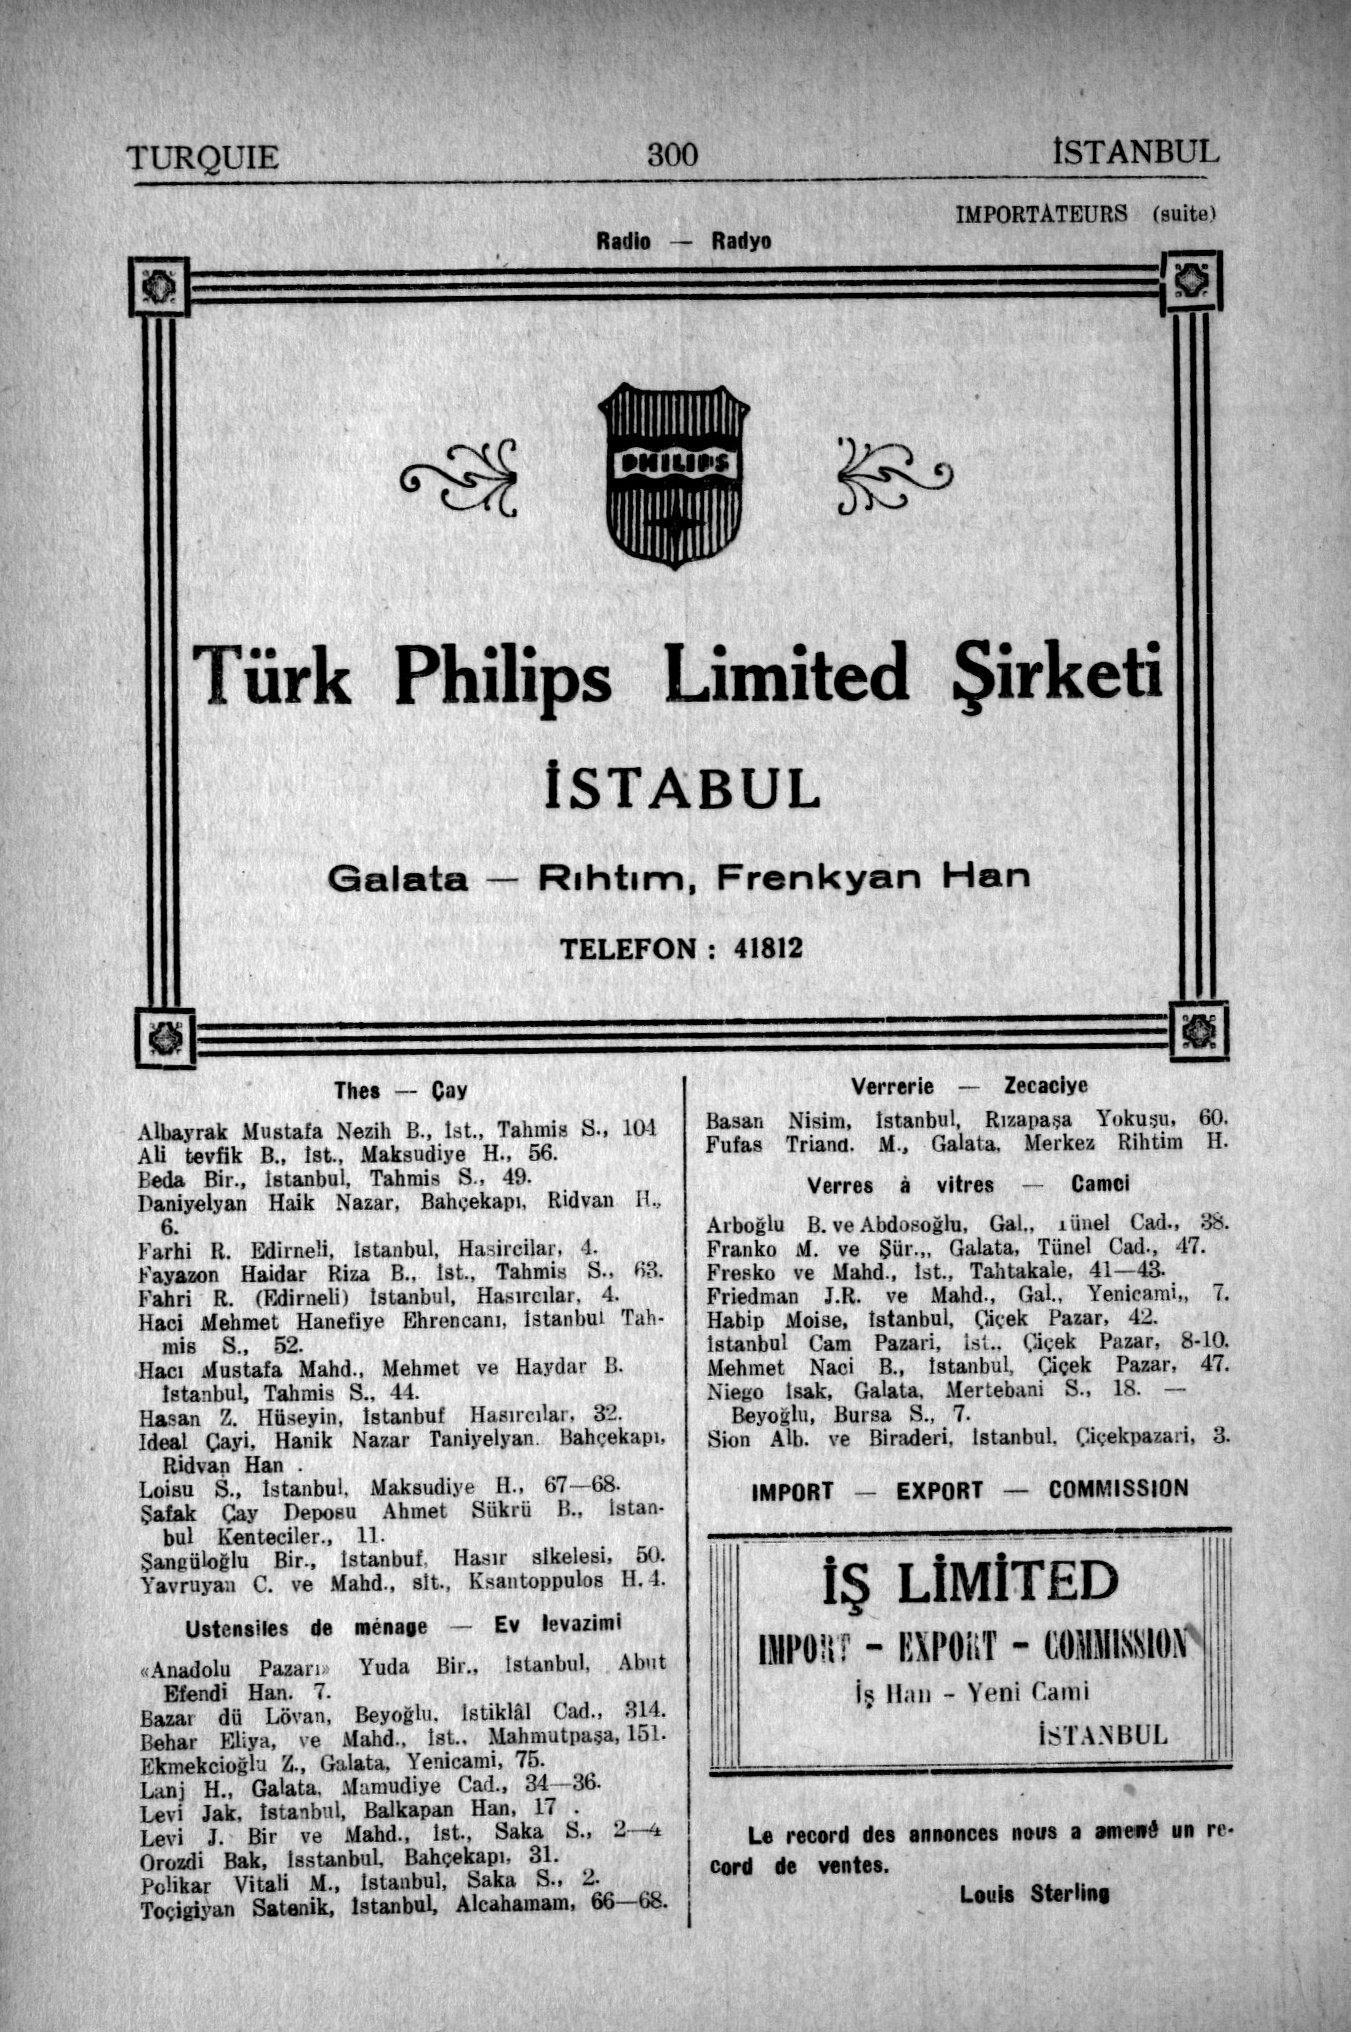 TURQUIE 300 İSTANBUL
IMPORTATEURS (suite)
Radio — Radyo
PHILIPS
Türk Philips Limited Şirketi
İSTABUL
Galata — Rıhtım, Frenkyan Han
TELEFON : 41812
Thes — Çay
Albayrak Mustafa Nezih B., İst., Tahmis S., 104
Ali tevfik B., İst., Maksudiye H., 56.
Beda Bir., İstanbul, Tahmis S., 49.
Daniyelyan Haik Nazar, Bahçekapı, Ridvan H.,
6.
Farhi R. Edirneli, İstanbul, Hasircilar, 4.
Fayazon Haidar Riza B., İst., Tahmis S., 63.
Fahri R. (Edirneli) İstanbul, Hasırcılar, 4.
Haci Mehmet Hanefiye Ehrencanı, İstanbul Tah-
mis S., 52.
Hacı Mustafa Mahd., Mehmet ve Haydar B.
İstanbul, Tahmis S., 44.
Hasan Z. Hüseyin, İstanbuf Hasırcılar, 32.
İdeal Çayi, Hanik Nazar Taniyelyan. Bahçekapı,
Ridvan Han .
Loisu S., İstanbul, Maksudiye H., 67—68.
Şafak Çay Deposu Ahmet Sükrü B., İstan-
bul Kenteciler., 11.
Şangüloğlu Bir., İstanbuf, Hasır sikelesi, 50.
Yavruyan C. ve Mahd., sit., Ksantoppulos H. 4.
Ustensiles de ménage — Ev levazimi
«Anadolu Pazarı» Yuda Bir., İstanbul, Abut
Efendi Han. 7.
Bazar dü Lövan, Beyoğlu, İstiklâl Cad., 314.
Behar Eliya, ve Mahd., İst., Mahmutpaşa, 151.
Ekmekcioğlu Z., Galata, Yenicami, 75.
Lanj H., Galata, Mamudiye Cad., 34—36.
Levi Jak, İstanbul, Balkapan Han, 17 .
Levi J. Bir ve Mahd., İst., Saka S., 2—4
Orozdi Bak, İsstanbul, Bahçekapı, 31.
Polikar Vitali M., İstanbul, Saka S., 2.
Toçigiyan Satenik, İstanbul, Alcahamam, 66—68.
Verrerie — Zecaciye
Basan Nisim, İstanbul, Rızapaşa Yokuşu, 60.
Fufas Triand. M., Galata, Merkez Rihtim H.
Verres à vitres — Camci
Arboğlu B. ve Abdosoğlu, Gal., Tünel Cad., 38.
Franko M. ve Şür.,, Galata, Tünel Cad., 47.
Fresko ve Mahd., İst., Tahtakale, 41—43.
Friedman J.R. ve Mahd., Gal., Yenicami,, 7.
Habip Moise, İstanbul, Çiçek Pazar, 42.
İstanbul Cam Pazari, İst., Çiçek Pazar, 8-10.
Mehmet Naci B., İstanbul, Çiçek Pazar, 47.
Niego İsak, Galata, Mertebani S., 18. —
Beyoğlu, Bursa S., 7.
Sion Alb. ve Biraderi, İstanbul, Çiçekpazari, 3.
IMPORT — EXPORT — COMMISSION
İŞ LİMİTED
IMPORT - EXPORT - COMMISSION
İş Han - Yeni Cami
İSTANBUL
Le record des annonces nous a amené un re-
cord de ventes.
Louis Sterling